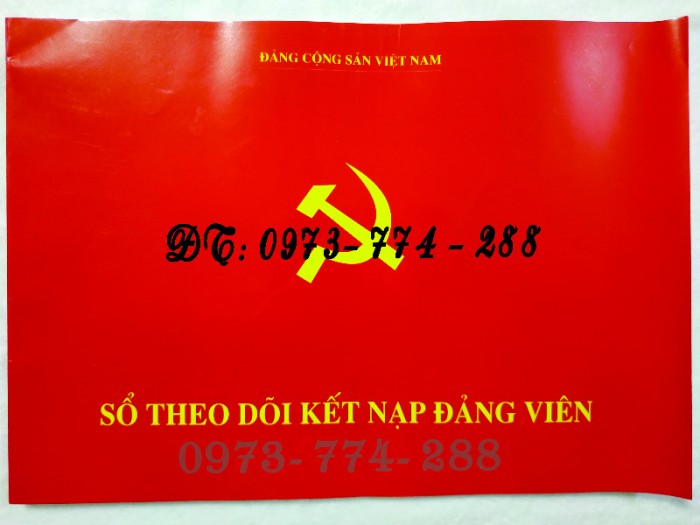 ĐẢNG CỘNG SẢN VIỆT NAM
ĐT: 0973-774-288
SỔ THEO DÕI KẾT NẠP ĐẢNG VIÊN
0973-774-288